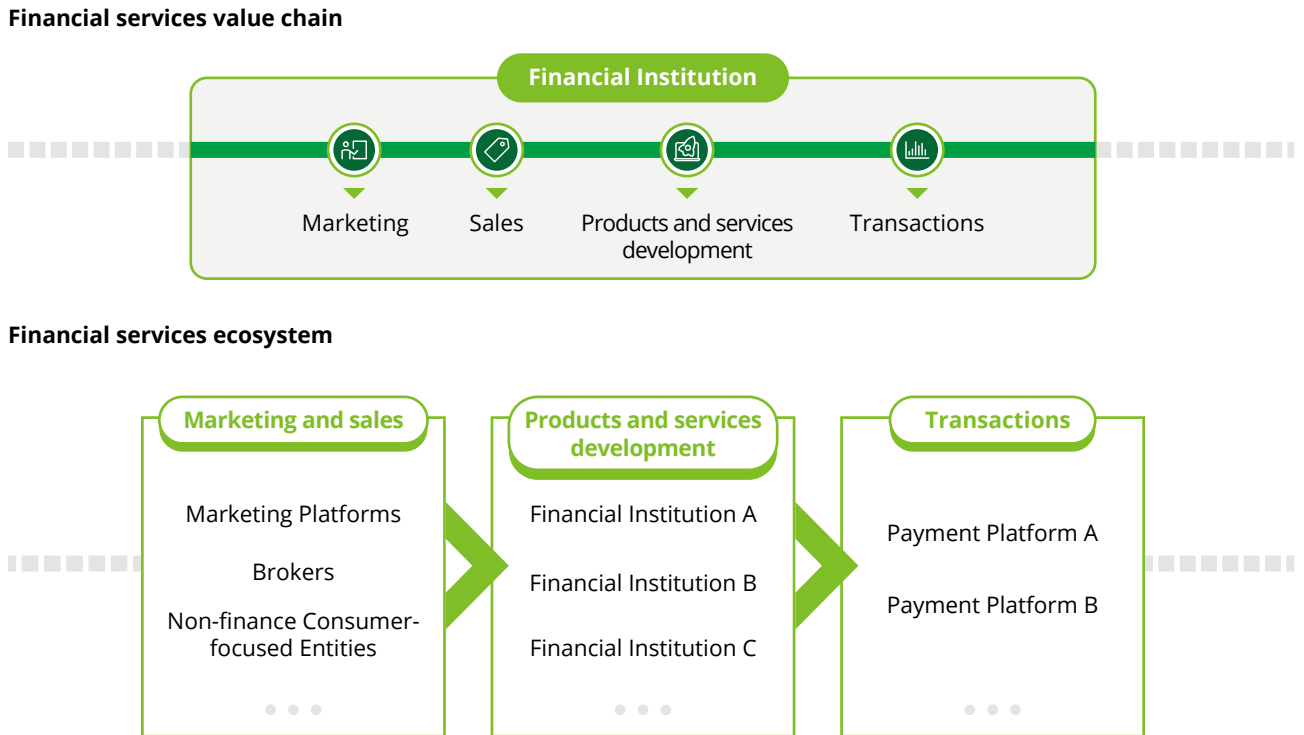 Financial services value chain
Financial Institution
Marketing
Sales
Products and services
development
Transactions
Financial services ecosystem
Marketing and sales
Marketing Platforms
Brokers
Non-finance Consumer-
focused Entities
Products and services
development
Financial Institution A
Financial Institution B
Financial Institution C
Transactions
Payment Platform A
Payment Platform B